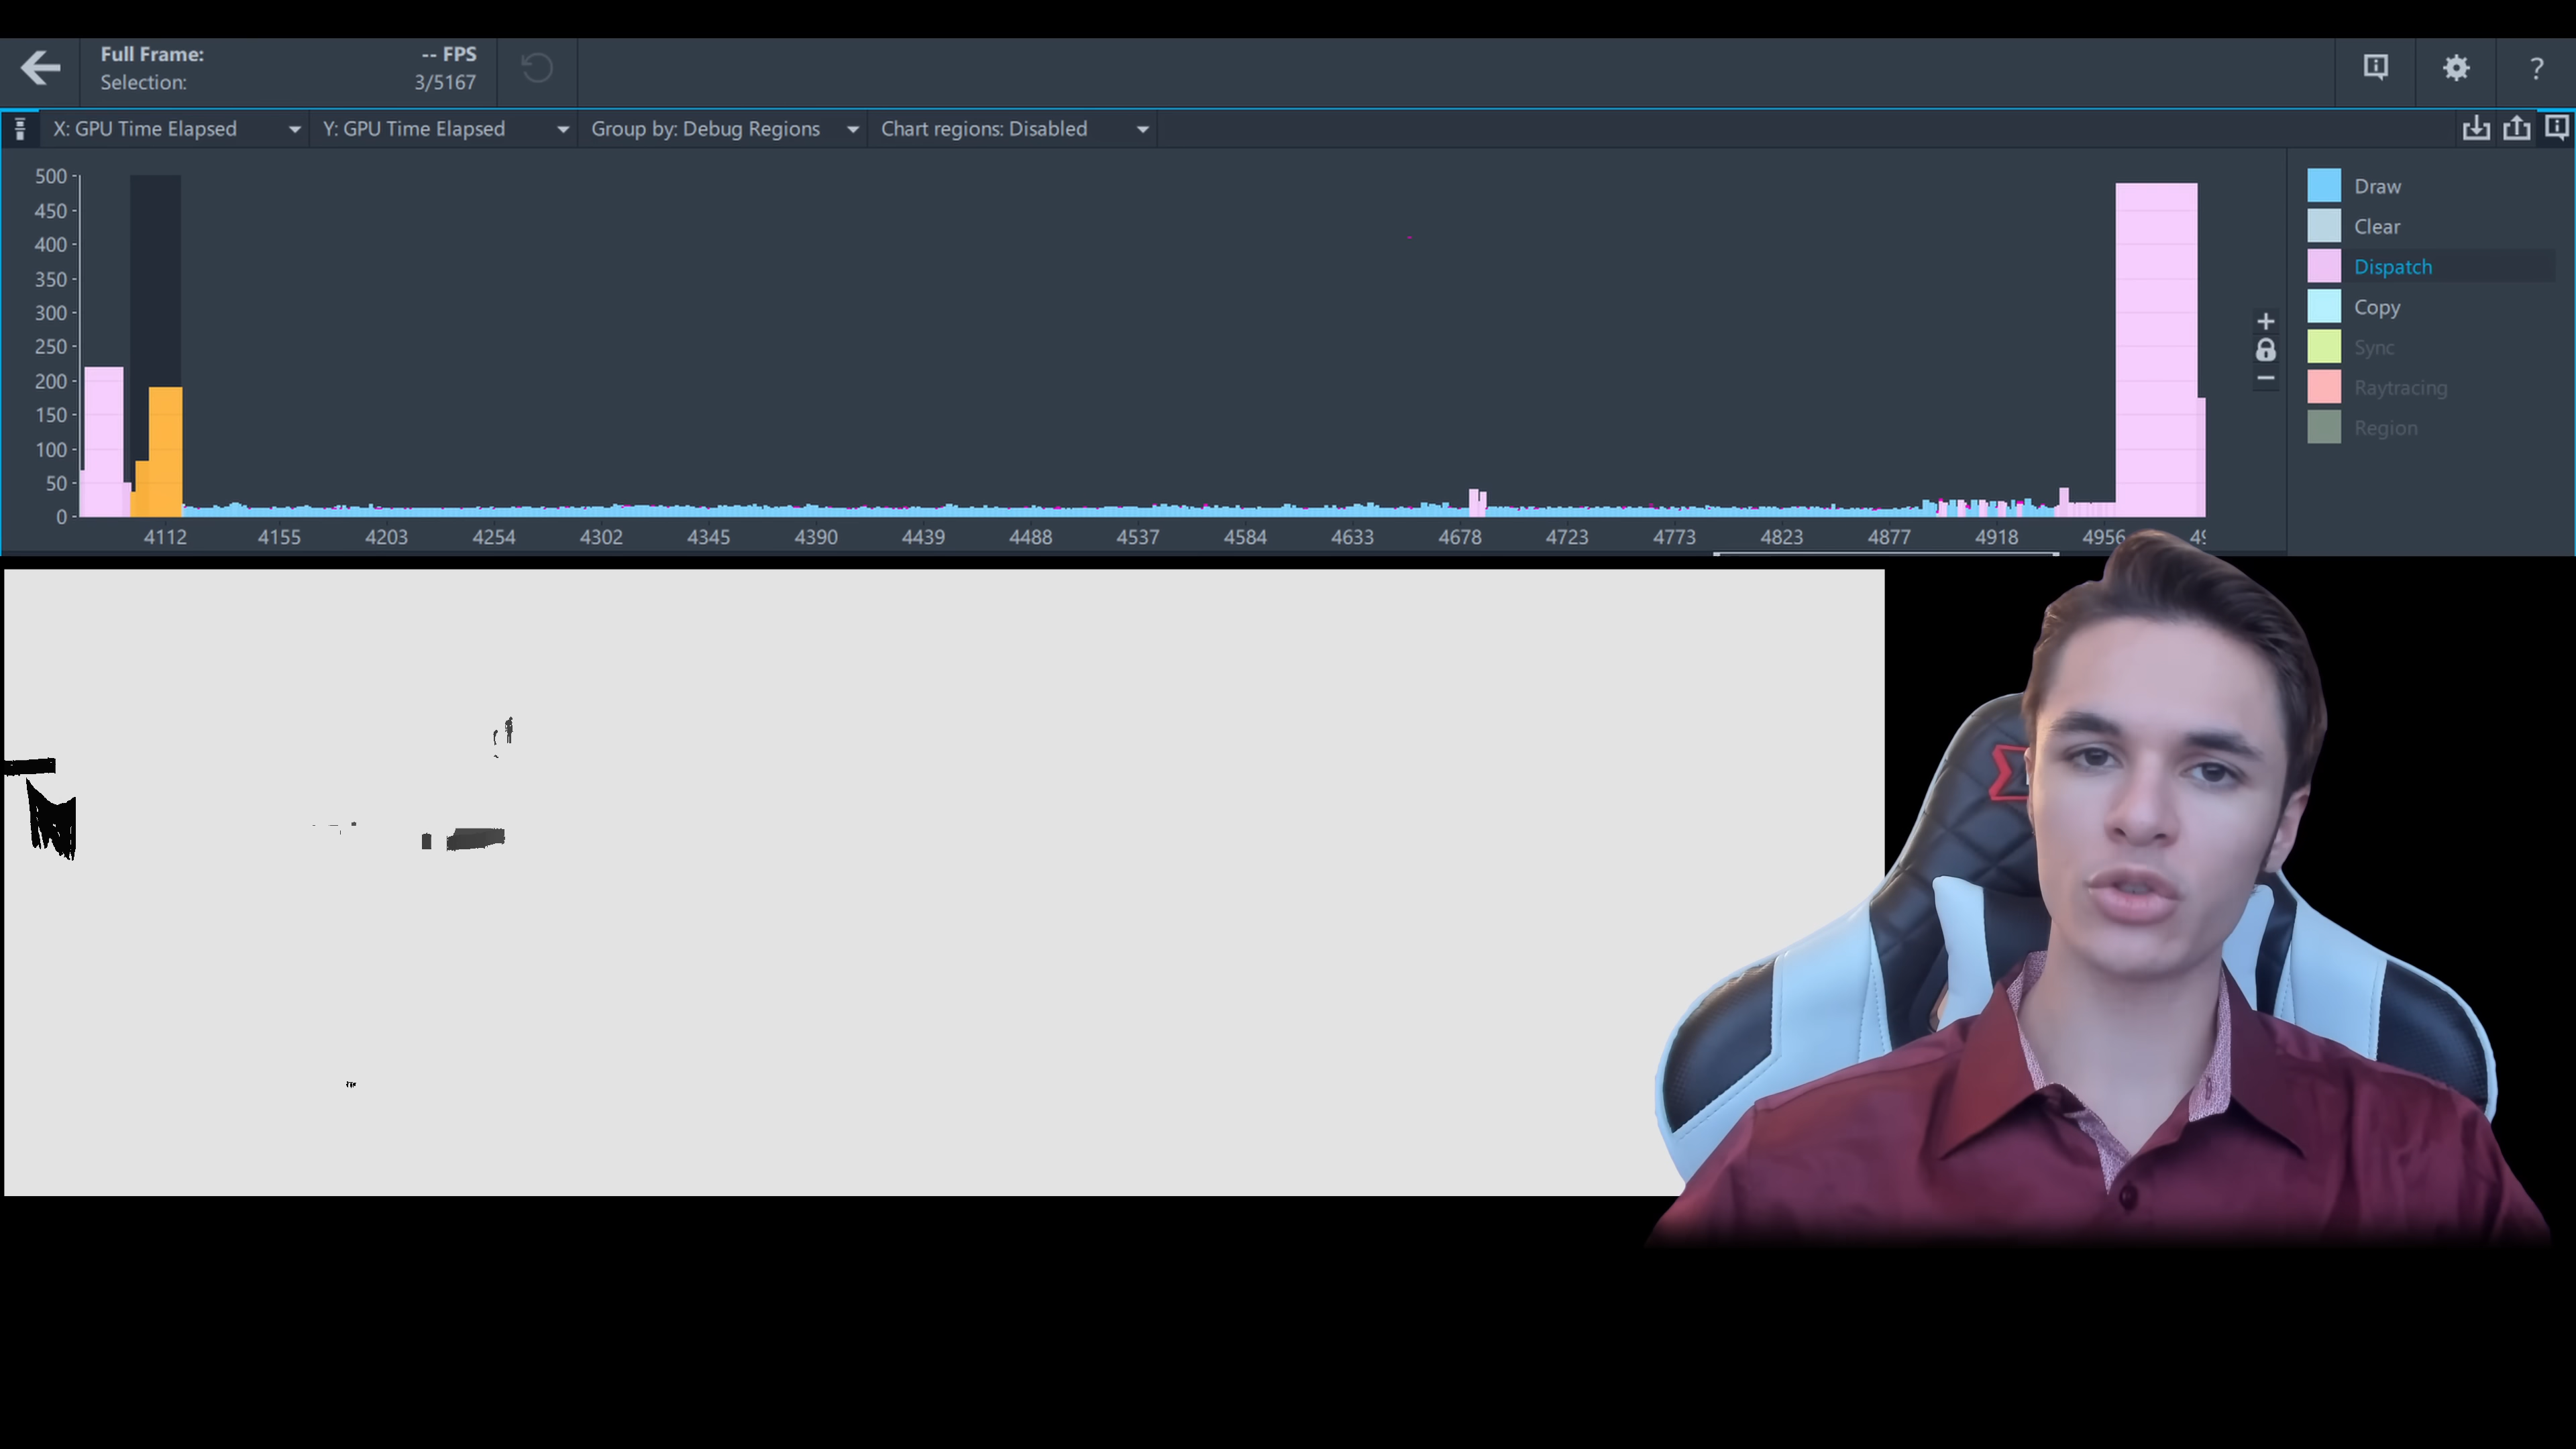 Full Frame: -- FPS
Selection: 3/5167
?
X: GPU Time Elapsed Y: GPU Time Elapsed Group by: Debug Regions Chart regions: Disabled
500
450
400
350
300
250
200
150
100
50
0
4112 4155 4203 4254 4302 4345 4390 4439 4488 4537 4584 4633 4678 4723 4773 4823 4877 4918 4956
Draw
Clear
Dispatch
Copy
Sync
Raytracing
Region